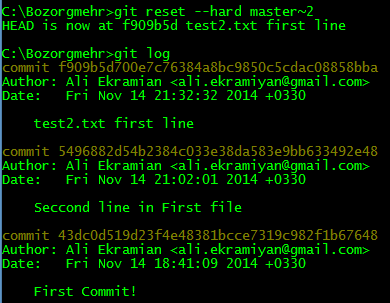 C:\Bozorgmehr>git reset --hard master~2
HEAD is now at f909b5d test2.txt first line
C:\Bozorgmehr>git log
commit f909b5d700e7c76384a8bc9850c5cdac08858bba
Author: Ali Ekramian <ali.ekramiyan@gmail.com>
Date:   Fri Nov 14 21:32:32 2014 +0330
    test2.txt first line
commit 5496882d54b2384c033e38da583e9bb633492e48
Author: Ali Ekramian <ali.ekramiyan@gmail.com>
Date:   Fri Nov 14 21:02:01 2014 +0330
    Seccond line in First file
commit 43dc0d519d23f4e48381bcce7319c982f1b67648
Author: Ali Ekramian <ali.ekramiyan@gmail.com>
Date:   Fri Nov 14 18:41:09 2014 +0330
    First Commit!